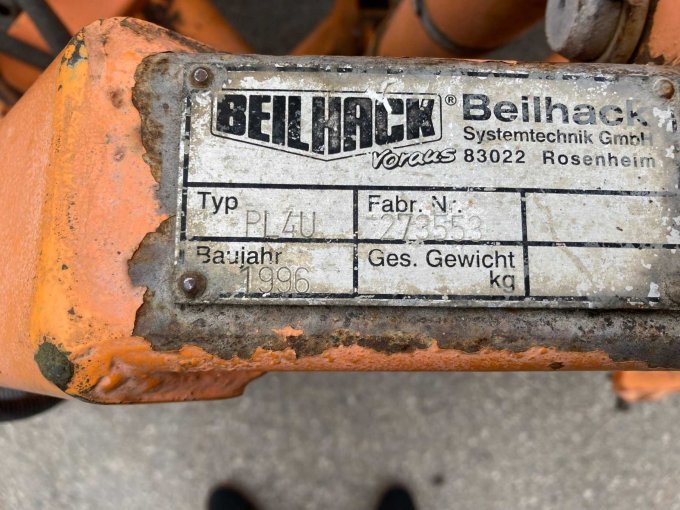 BEILHACK®
voraus
Beilhack
Systemtechnik GmbH
83022 Rosenheim
Typ PL4U
Fabr. Nr. 273553
Baujahr 1996
Ges. Gewicht
kg